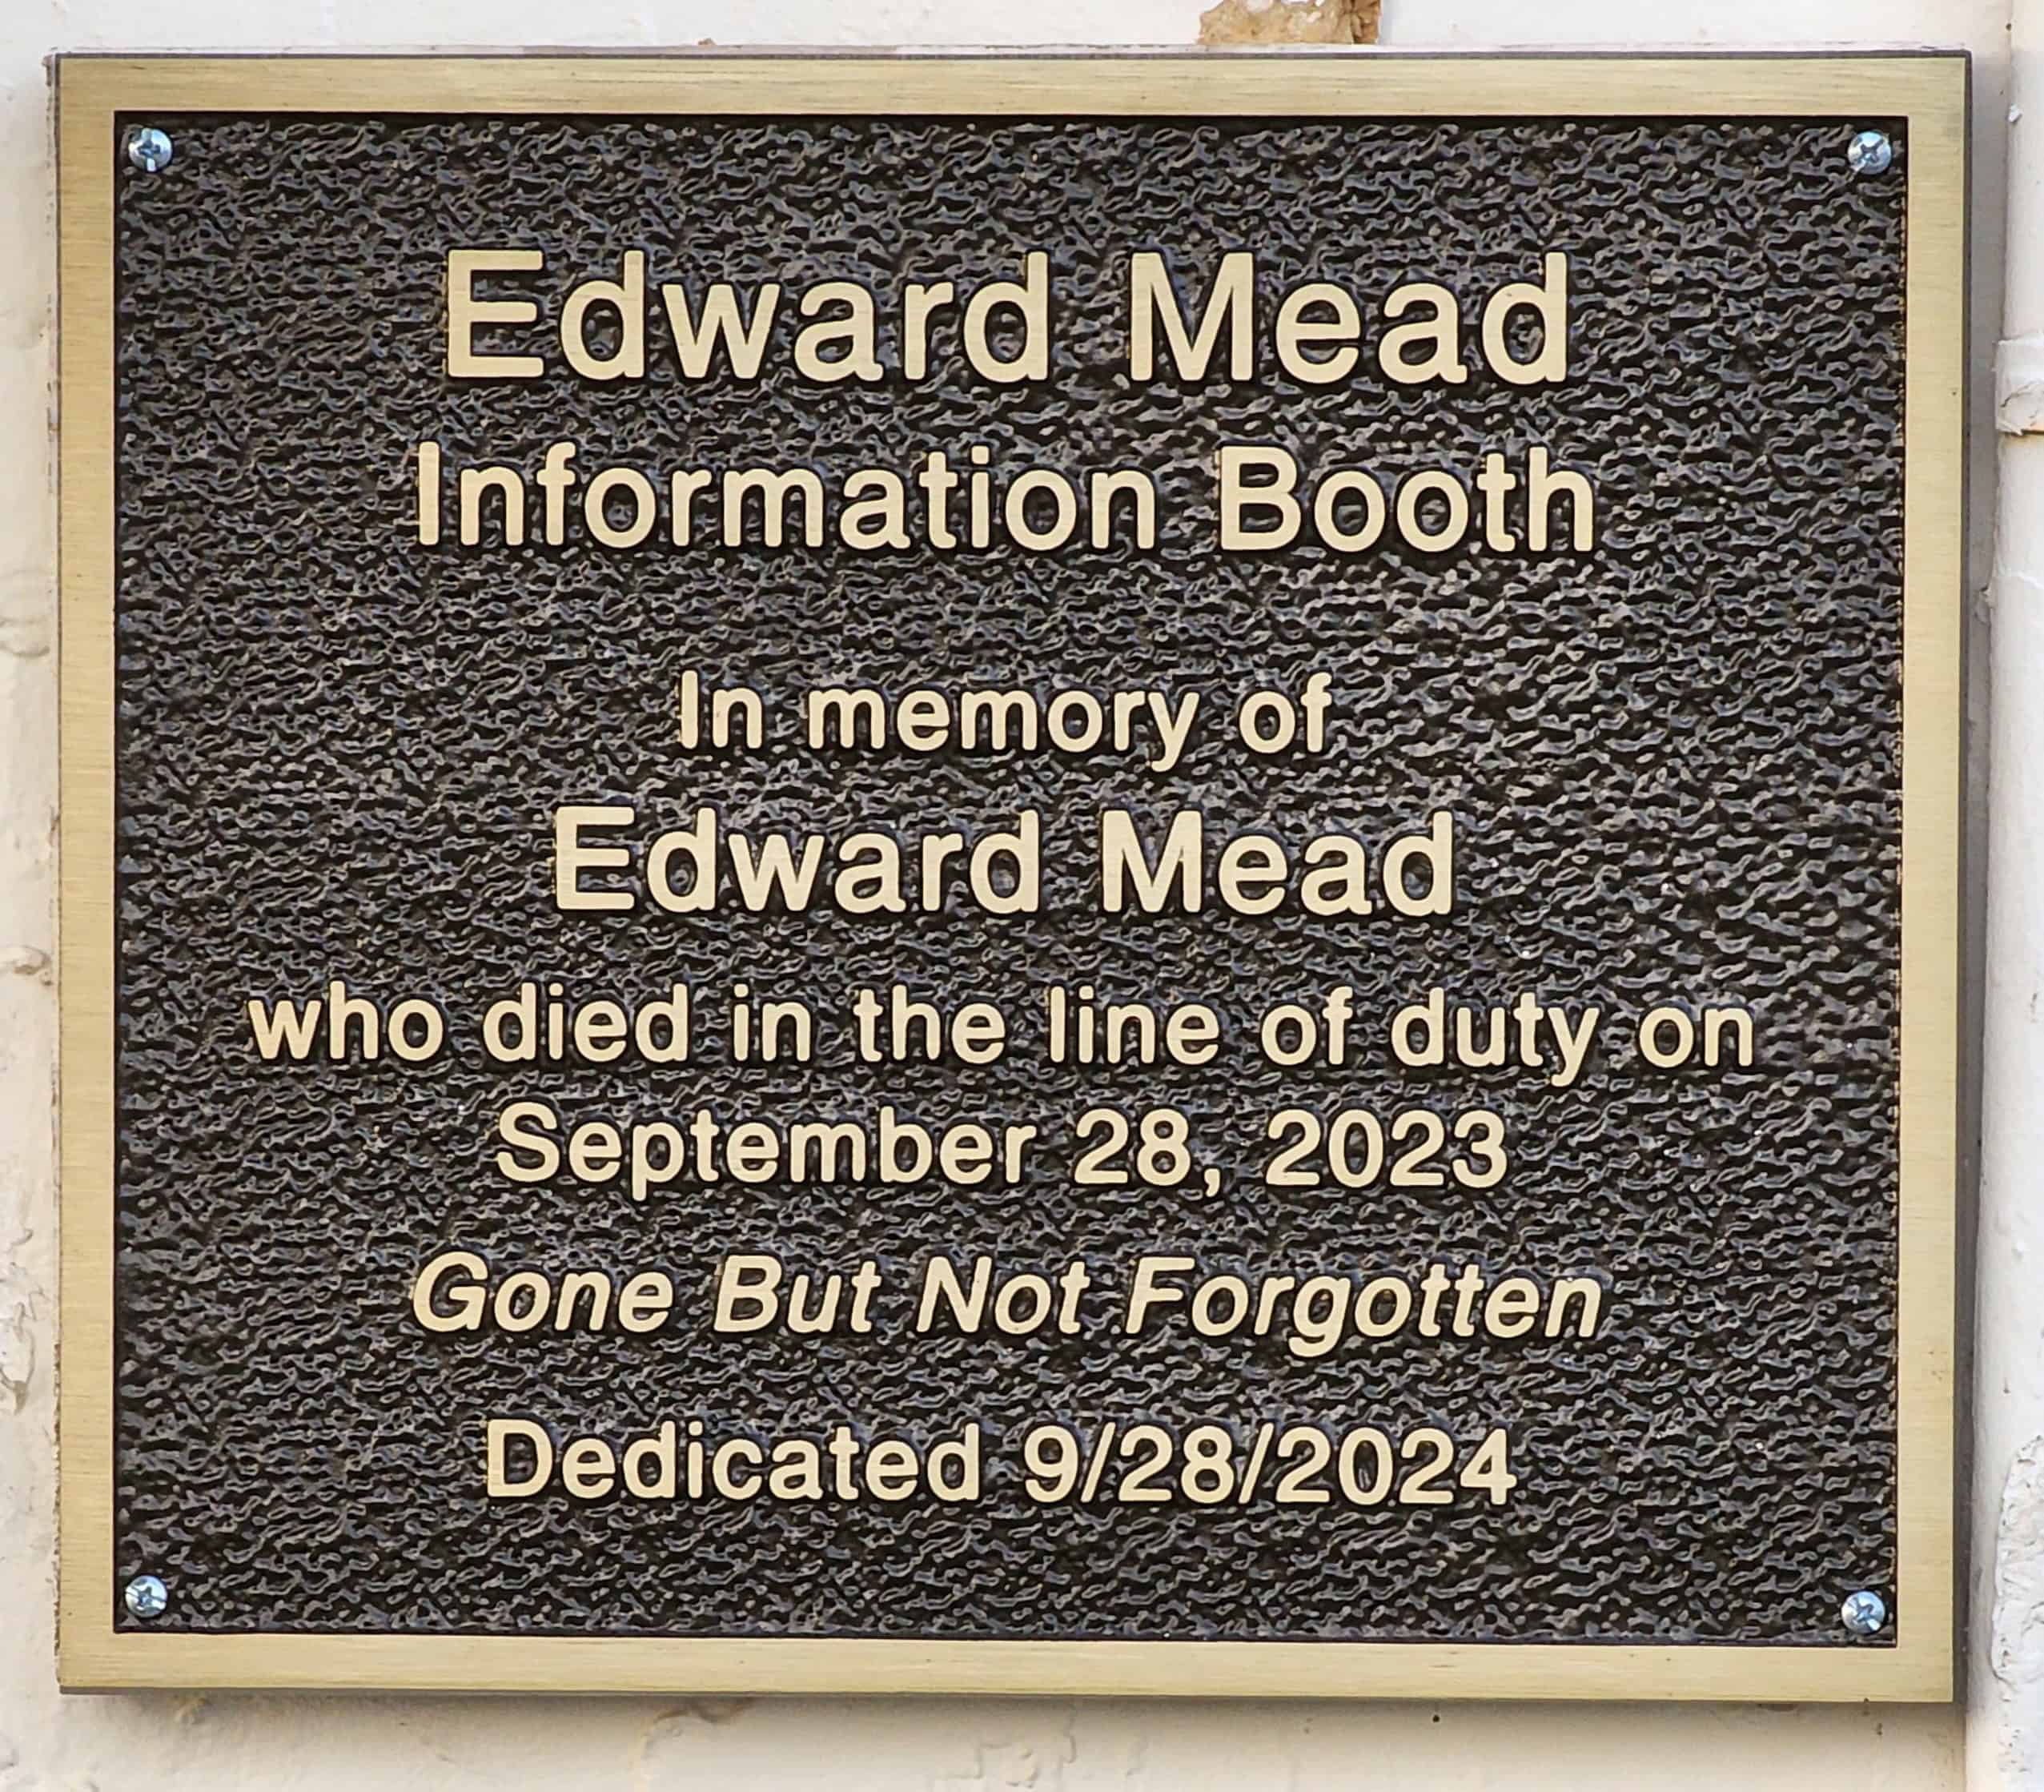 Edward Mead
Information Booth
In memory of
Edward Mead
who died in the line of duty on
September 28, 2023
Gone But Not Forgotten
Dedicated 9/28/2024